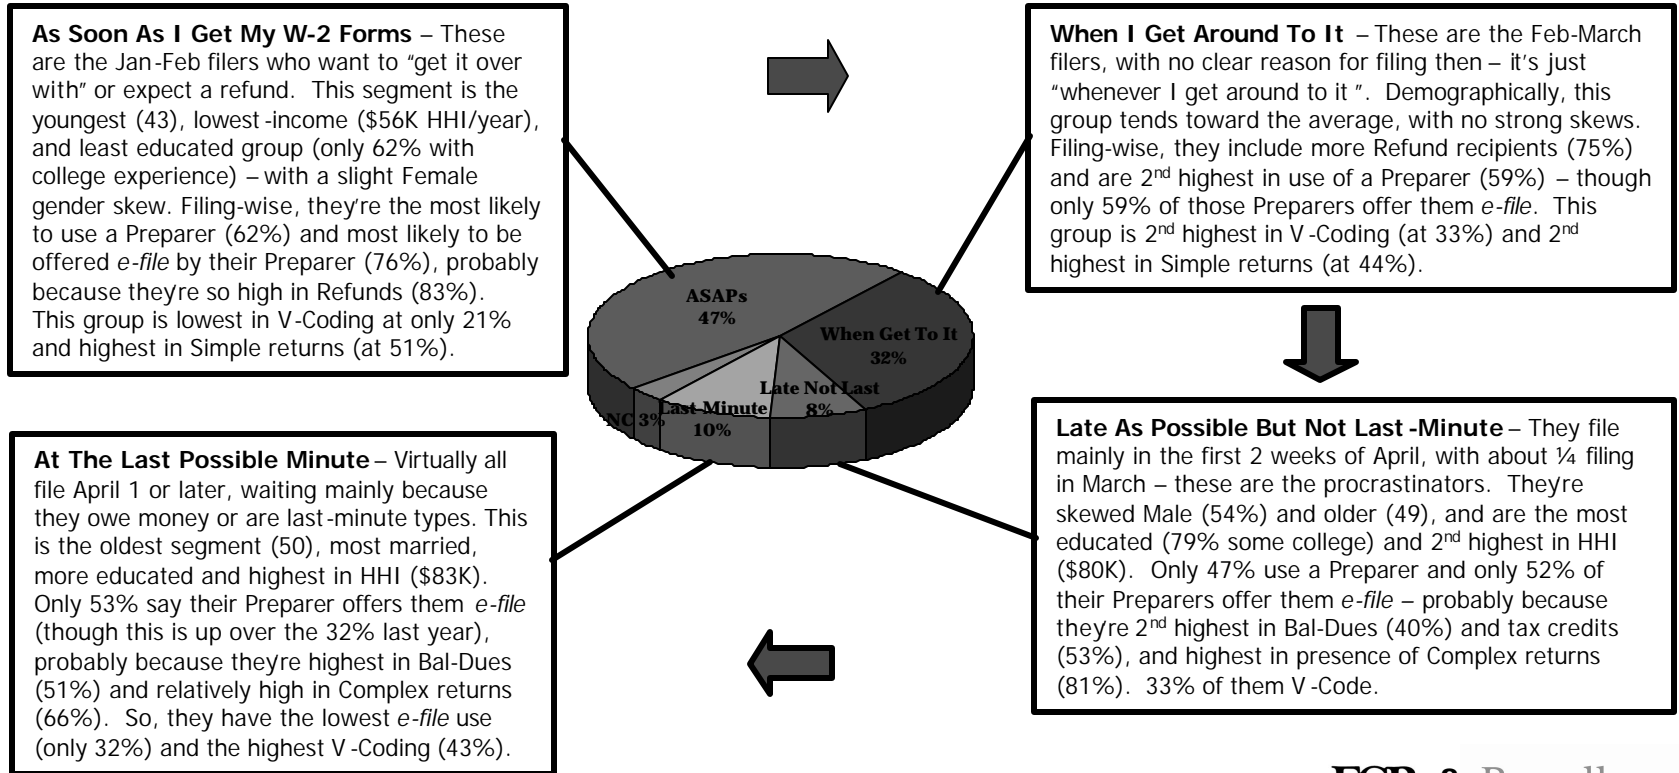 As Soon As I Get My W-2 Forms – These
are the Jan-Feb filers who want to “get it over
with” or expect a refund. This segment is the
youngest (43), lowest-income ($56K HHI/year),
and least educated group (only 62% with
college experience) – with a slight Female
gender skew. Filing-wise, they’re the most likely
to use a Preparer (62%) and most likely to be
offered e-file by their Preparer (76%), probably
because they’re so high in Refunds (83%).
This group is lowest in V-Coding at only 21%
and highest in Simple returns (at 51%).
When I Get Around To It – These are the Feb-March
filers, with no clear reason for filing then – it’s just
“whenever I get around to it ”. Demographically, this
group tends toward the average, with no strong skews.
Filing-wise, they include more Refund recipients (75%)
and are 2nd highest in use of a Preparer (59%) – though
only 59% of those Preparers offer them e-file. This
group is 2nd highest in V-Coding (at 33%) and 2nd
highest in Simple returns (at 44%).
ASAPs
47%
When Get To It
32%
Late Not Last
8%
Last Minute
10%
NC 3%
Late As Possible But Not Last-Minute – They file
mainly in the first 2 weeks of April, with about ¼ filing
in March – these are the procrastinators. They’re
skewed Male (54%) and older (49), and are the most
educated (79% some college) and 2nd highest in HHI
($80K). Only 47% use a Preparer and only 52% of
their Preparers offer them e-file – probably because
they’re 2nd highest in Bal-Dues (40%) and tax credits
(53%), and highest in presence of Complex returns
(81%). 33% of them V-Code.
At The Last Possible Minute – Virtually all
file April 1 or later, waiting mainly because
they owe money or are last-minute types. This
is the oldest segment (50), most married,
more educated and highest in HHI ($83K).
Only 53% say their Preparer offers them e-file
(though this is up over the 32% last year),
probably because they’re highest in Bal-Dues
(51%) and relatively high in Complex returns
(66%). So, they have the lowest e-file use
(only 32%) and the highest V-Coding (43%).